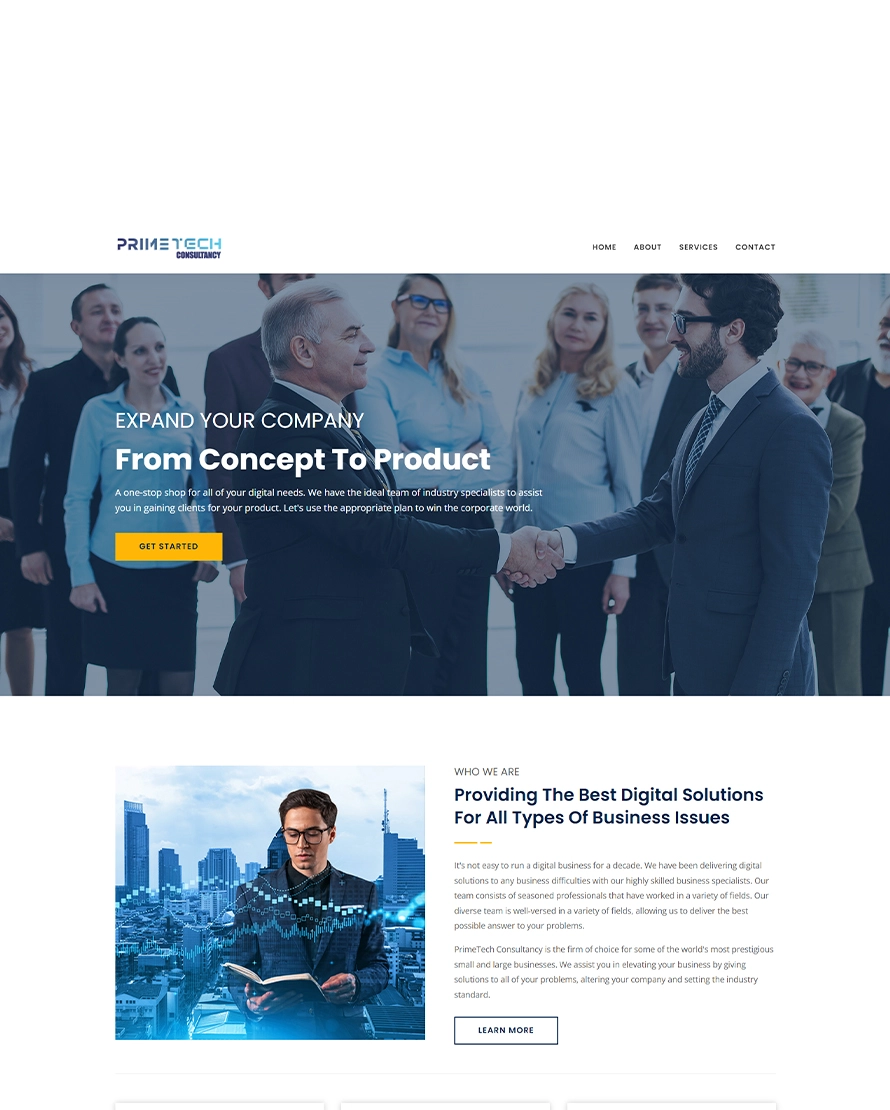 PRIMETECH
CONSULTANCY
HOME ABOUT SERVICES CONTACT
EXPAND YOUR COMPANY
From Concept To Product
A one-stop shop for all of your digital needs. We have the ideal team of industry specialists to assist
you in gaining clients for your product. Let's use the appropriate plan to win the corporate world.
GET STARTED
WHO WE ARE
Providing The Best Digital Solutions
For All Types Of Business Issues
It's not easy to run a digital business for a decade. We have been delivering digital
solutions to any business difficulties with our highly skilled business specialists. Our
team consists of seasoned professionals that have worked in a variety of fields. Our
diverse team is well-versed in a variety of fields, allowing us to deliver the best
possible answer to your problems.
PrimeTech Consultancy is the firm of choice for some of the world's most prestigious
small and large businesses. We assist you in elevating your business by giving
solutions to all of your problems, altering your company and setting the industry
standard.
LEARN MORE